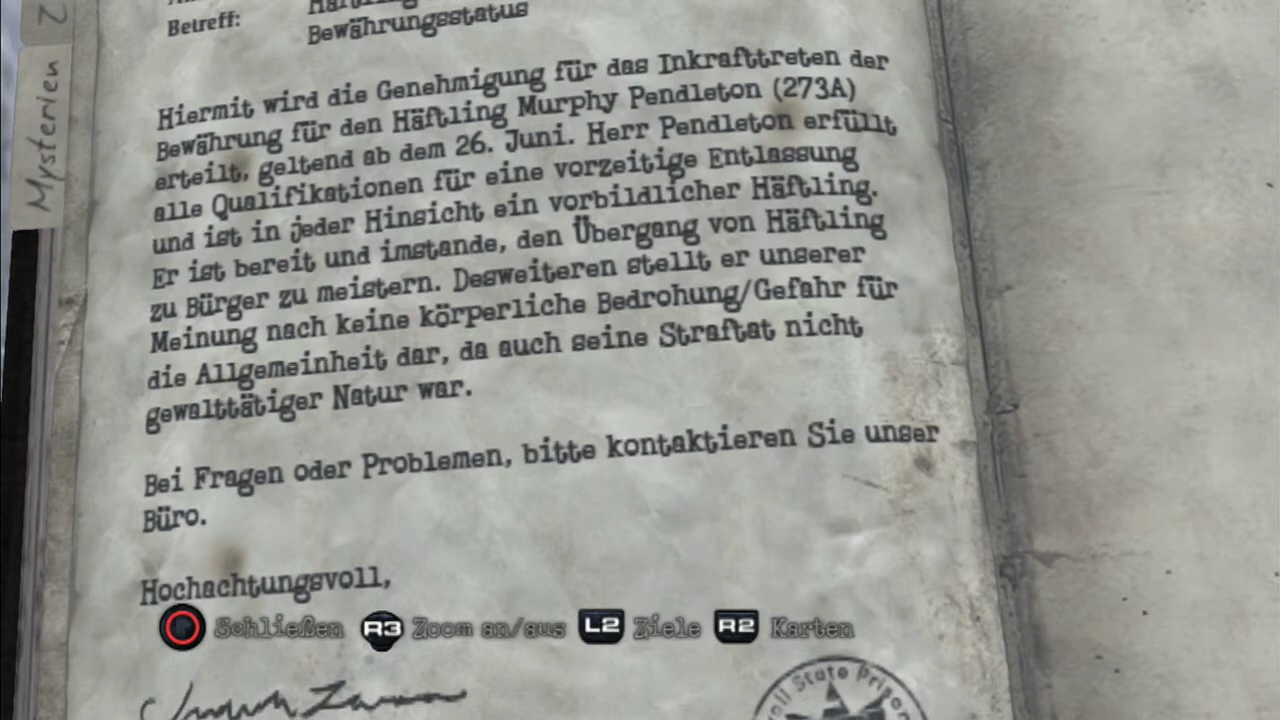 Betreff:
Bewährungsstatus
Mysterien
Hiermit wird die Genehmigung für das Inkrafttreten der
Bewährung für den Häftling Murphy Pendleton (273A)
erteilt, geltend ab dem 26. Juni. Herr Pendleton erfüllt
alle Qualifikationen für eine vorzeitige Entlassung
und ist in jeder Hinsicht ein vorbildlicher Häftling.
Er ist bereit und imstande, den Übergang von Häftling
zu Bürger zu meistern. Desweiteren stellt er unserer
Meinung nach keine körperliche Bedrohung/Gefahr für
die Allgemeinheit dar, da auch seine Straftat nicht
gewalttätiger Natur war.
Bei Fragen oder Problemen, bitte kontaktieren Sie unser
Büro.
Hochachtungsvoll,
Schließen R3 Zoom an/aus L2 Ziele R2 Karten
State Prison